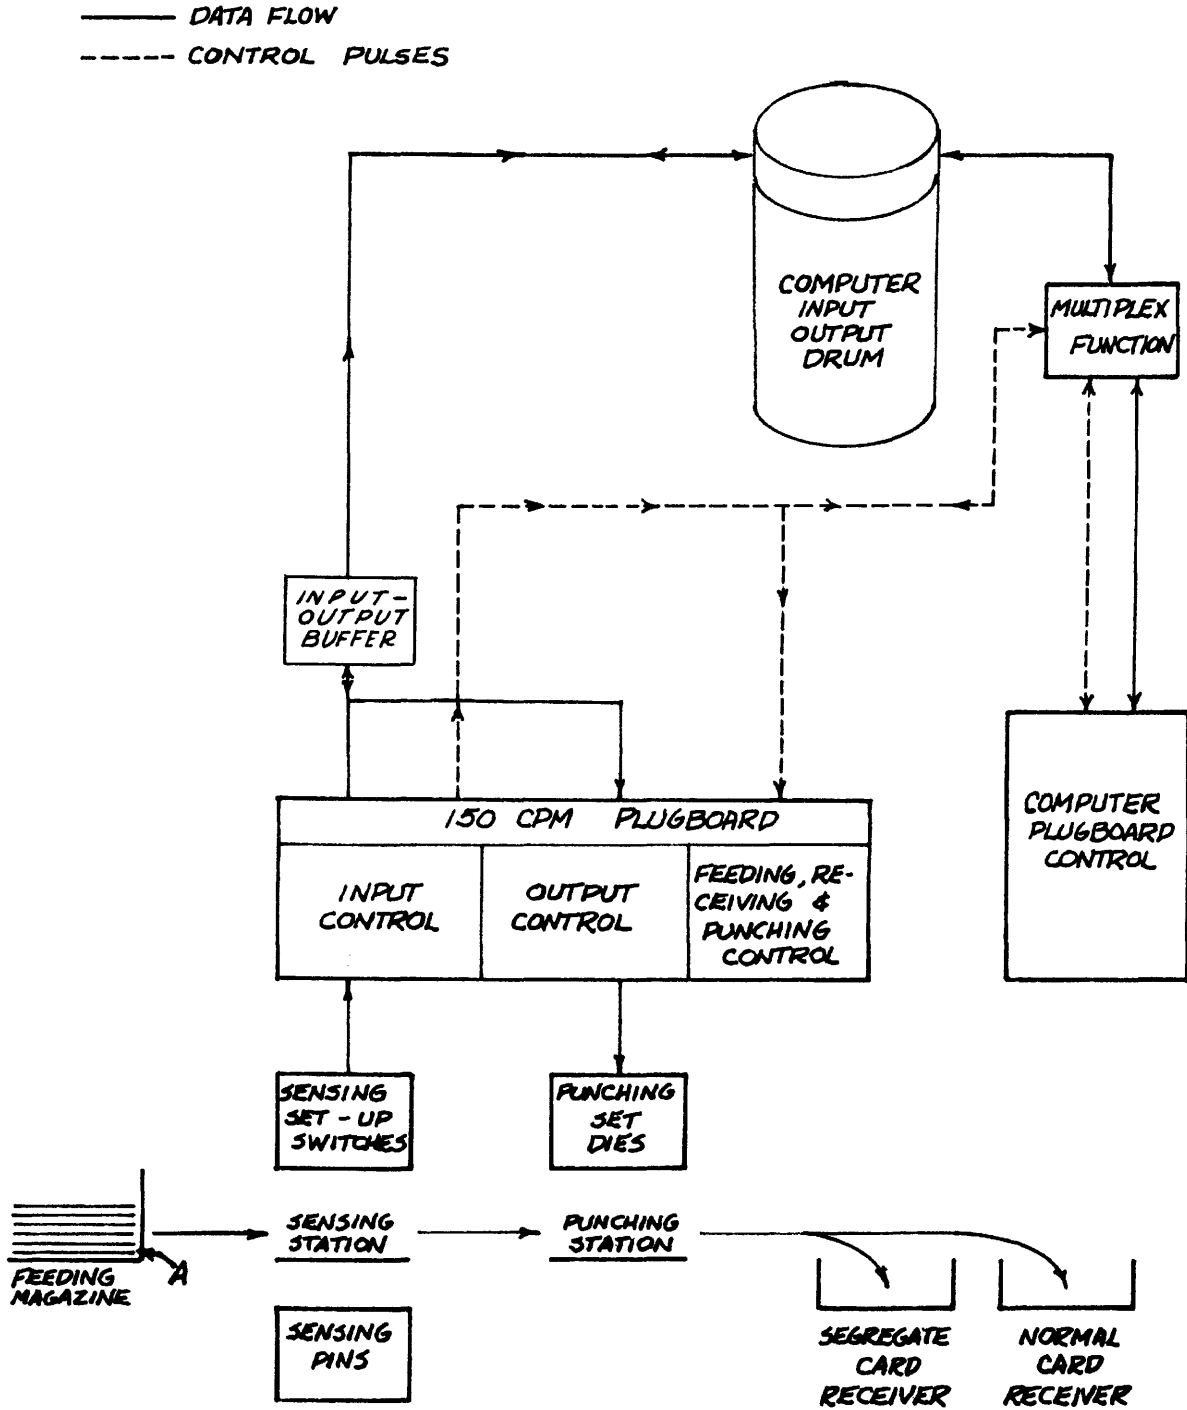 DATA FLOW
CONTROL PULSES
COMPUTER
INPUT
OUTPUT
DRUM
MULTIPLEX
FUNCTION
INPUT-
OUTPUT
BUFFER
150 CPM PLUGBOARD
INPUT
CONTROL
OUTPUT
CONTROL
FEEDING, RE-
CEIVING &
PUNCHING
CONTROL
COMPUTER
PLUGBOARD
CONTROL
SENSING
SET-UP
SWITCHES
PUNCHING
SET
DIES
A
FEEDING
MAGAZINE
SENSING
STATION
PUNCHING
STATION
SENSING
PINS
SEGREGATE
CARD
RECEIVER
NORMAL
CARD
RECEIVER